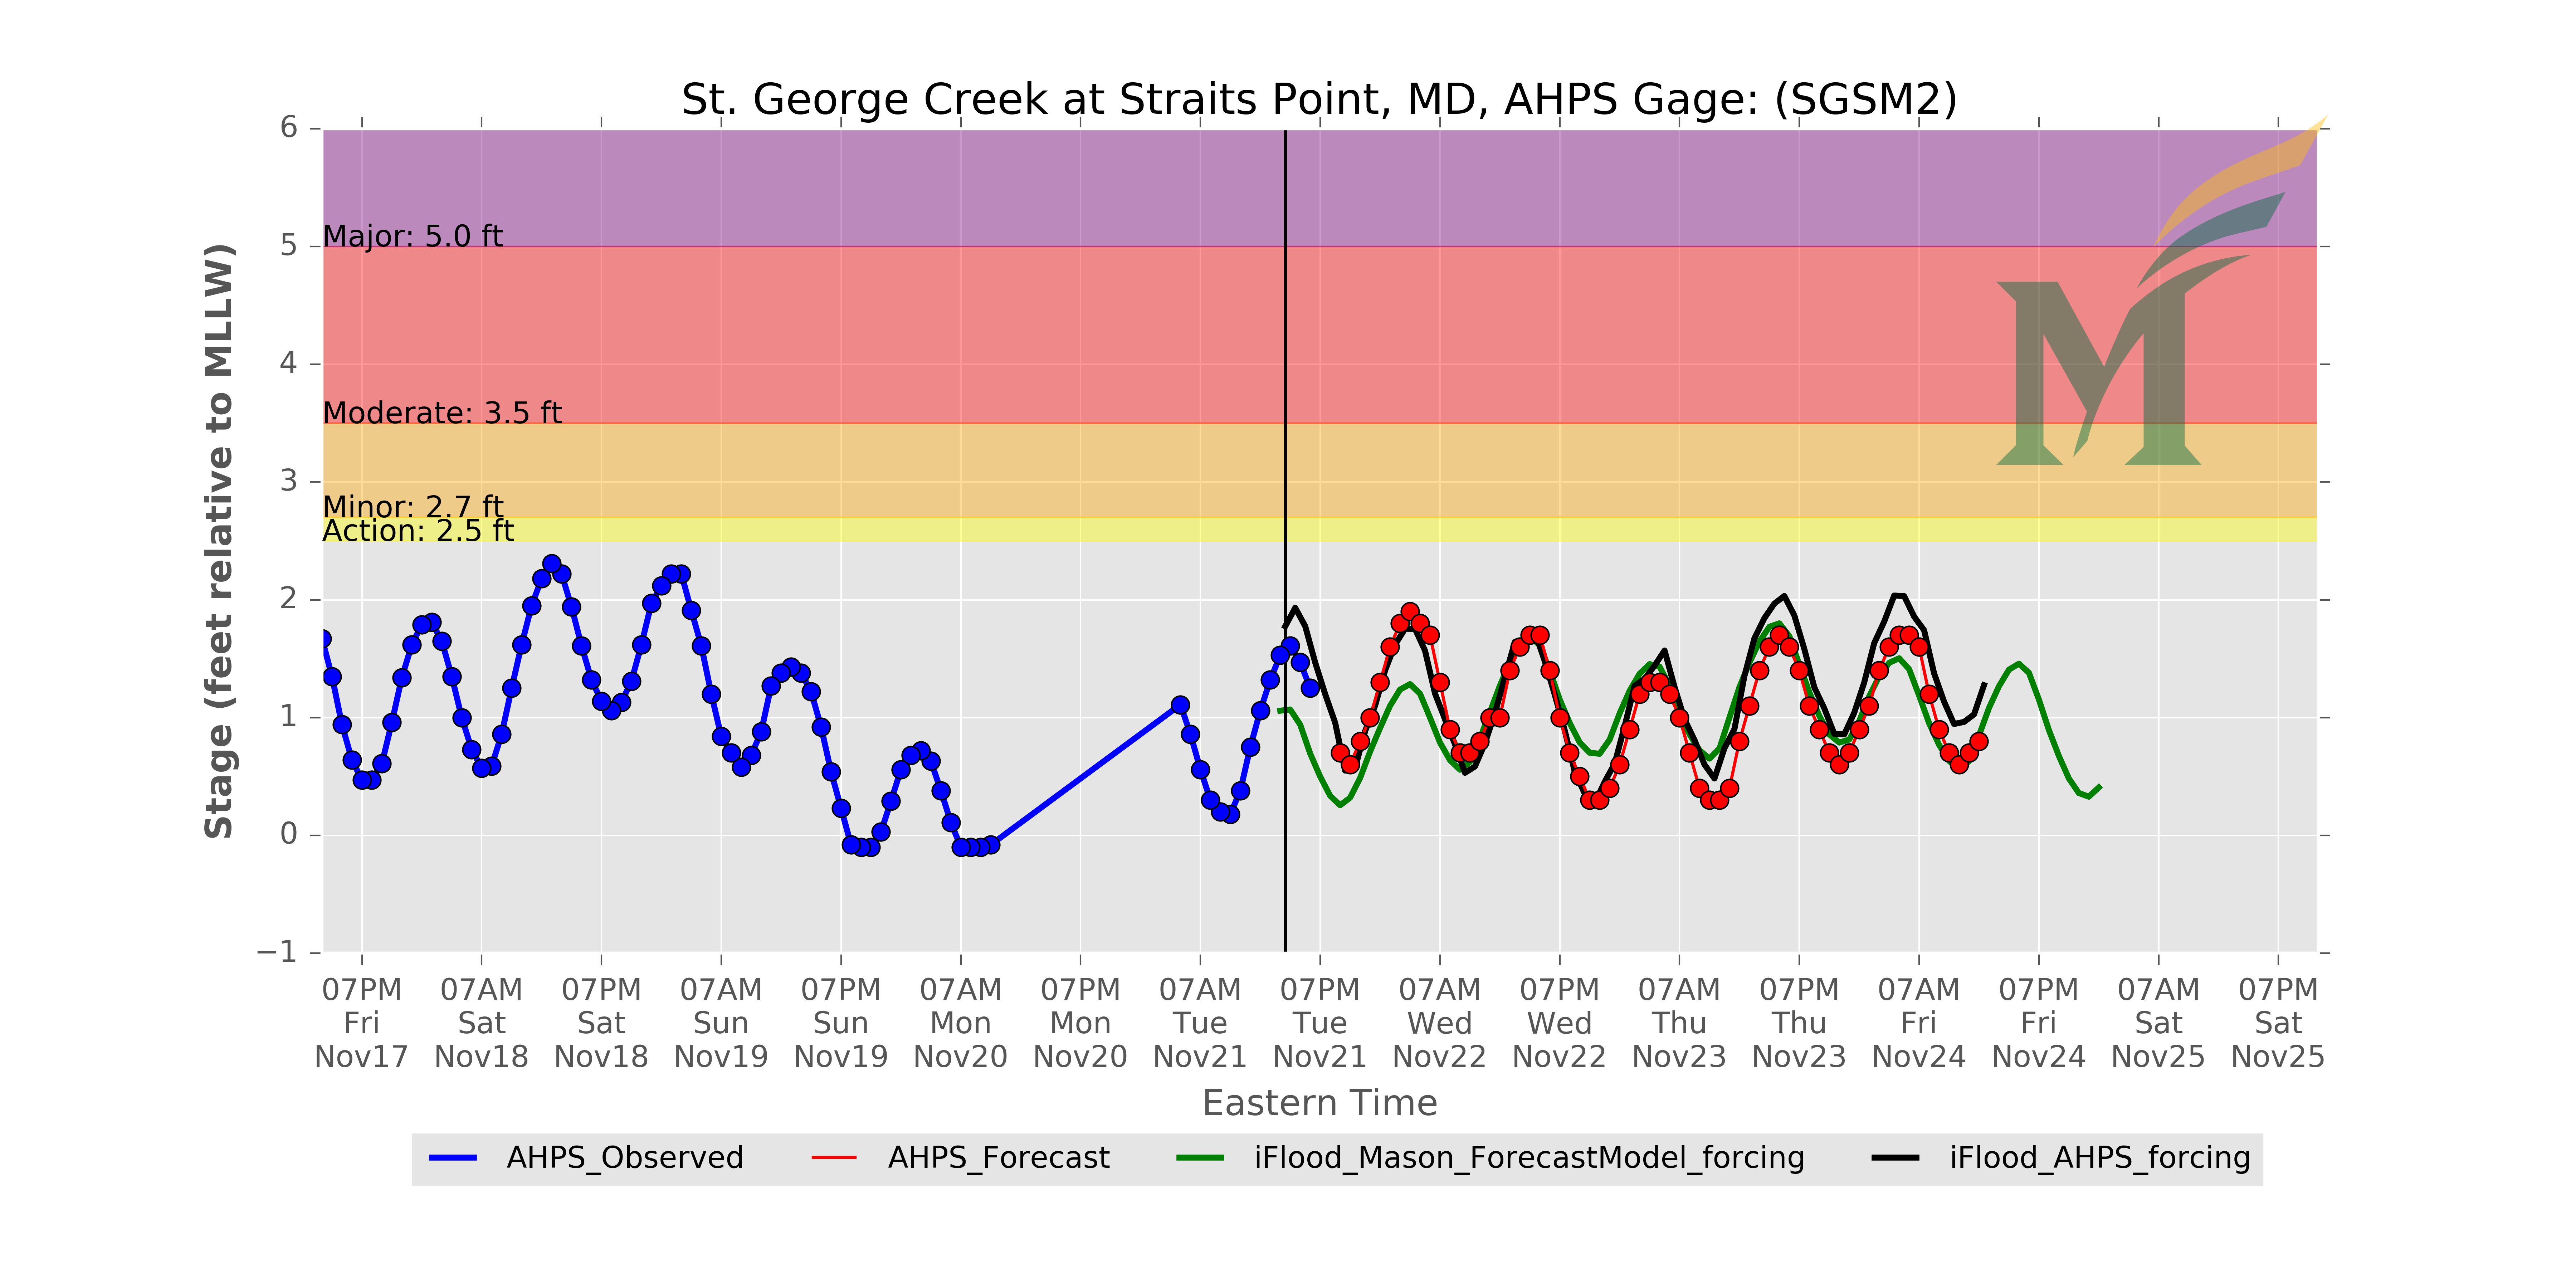 St. George Creek at Straits Point, MD, AHPS Gage: (SGSM2)
6
5
4
3
2
1
0
−1
Stage (feet relative to MLLW)
Major: 5.0 ft
Moderate: 3.5 ft
Minor: 2.7 ft
Action: 2.5 ft
M
07PM 07AM 07PM 07AM 07PM 07AM 07PM 07AM 07PM 07AM 07PM 07AM 07PM 07AM 07PM 07AM 07PM
Fri Sat Sat Sun Sun Mon Mon Tue Tue Wed Wed Thu Thu Fri Fri Sat Sat
Nov17 Nov18 Nov18 Nov19 Nov19 Nov20 Nov20 Nov21 Nov21 Nov22 Nov22 Nov23 Nov23 Nov24 Nov24 Nov25 Nov25
Eastern Time
AHPS_Observed AHPS_Forecast iFlood_Mason_ForecastModel_forcing iFlood_AHPS_forcing